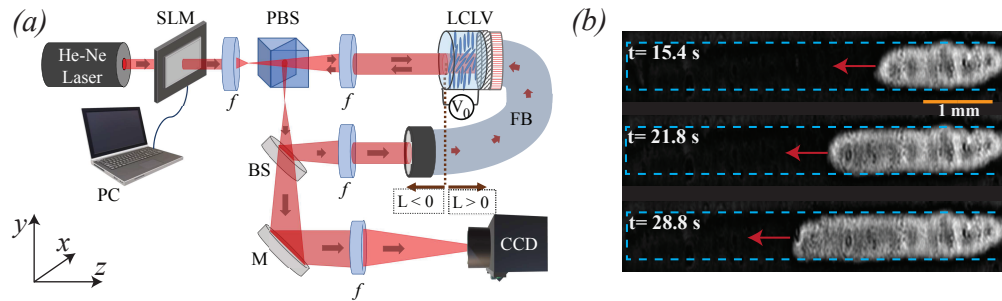 (a)
SLM
PBS
LCLV
He-Ne
Laser
f
f
V₀
FB
PC
BS
f
L < 0
L > 0
M
f
CCD
y
x
z
(b)
t= 15.4 s
1 mm
t= 21.8 s
t= 28.8 s